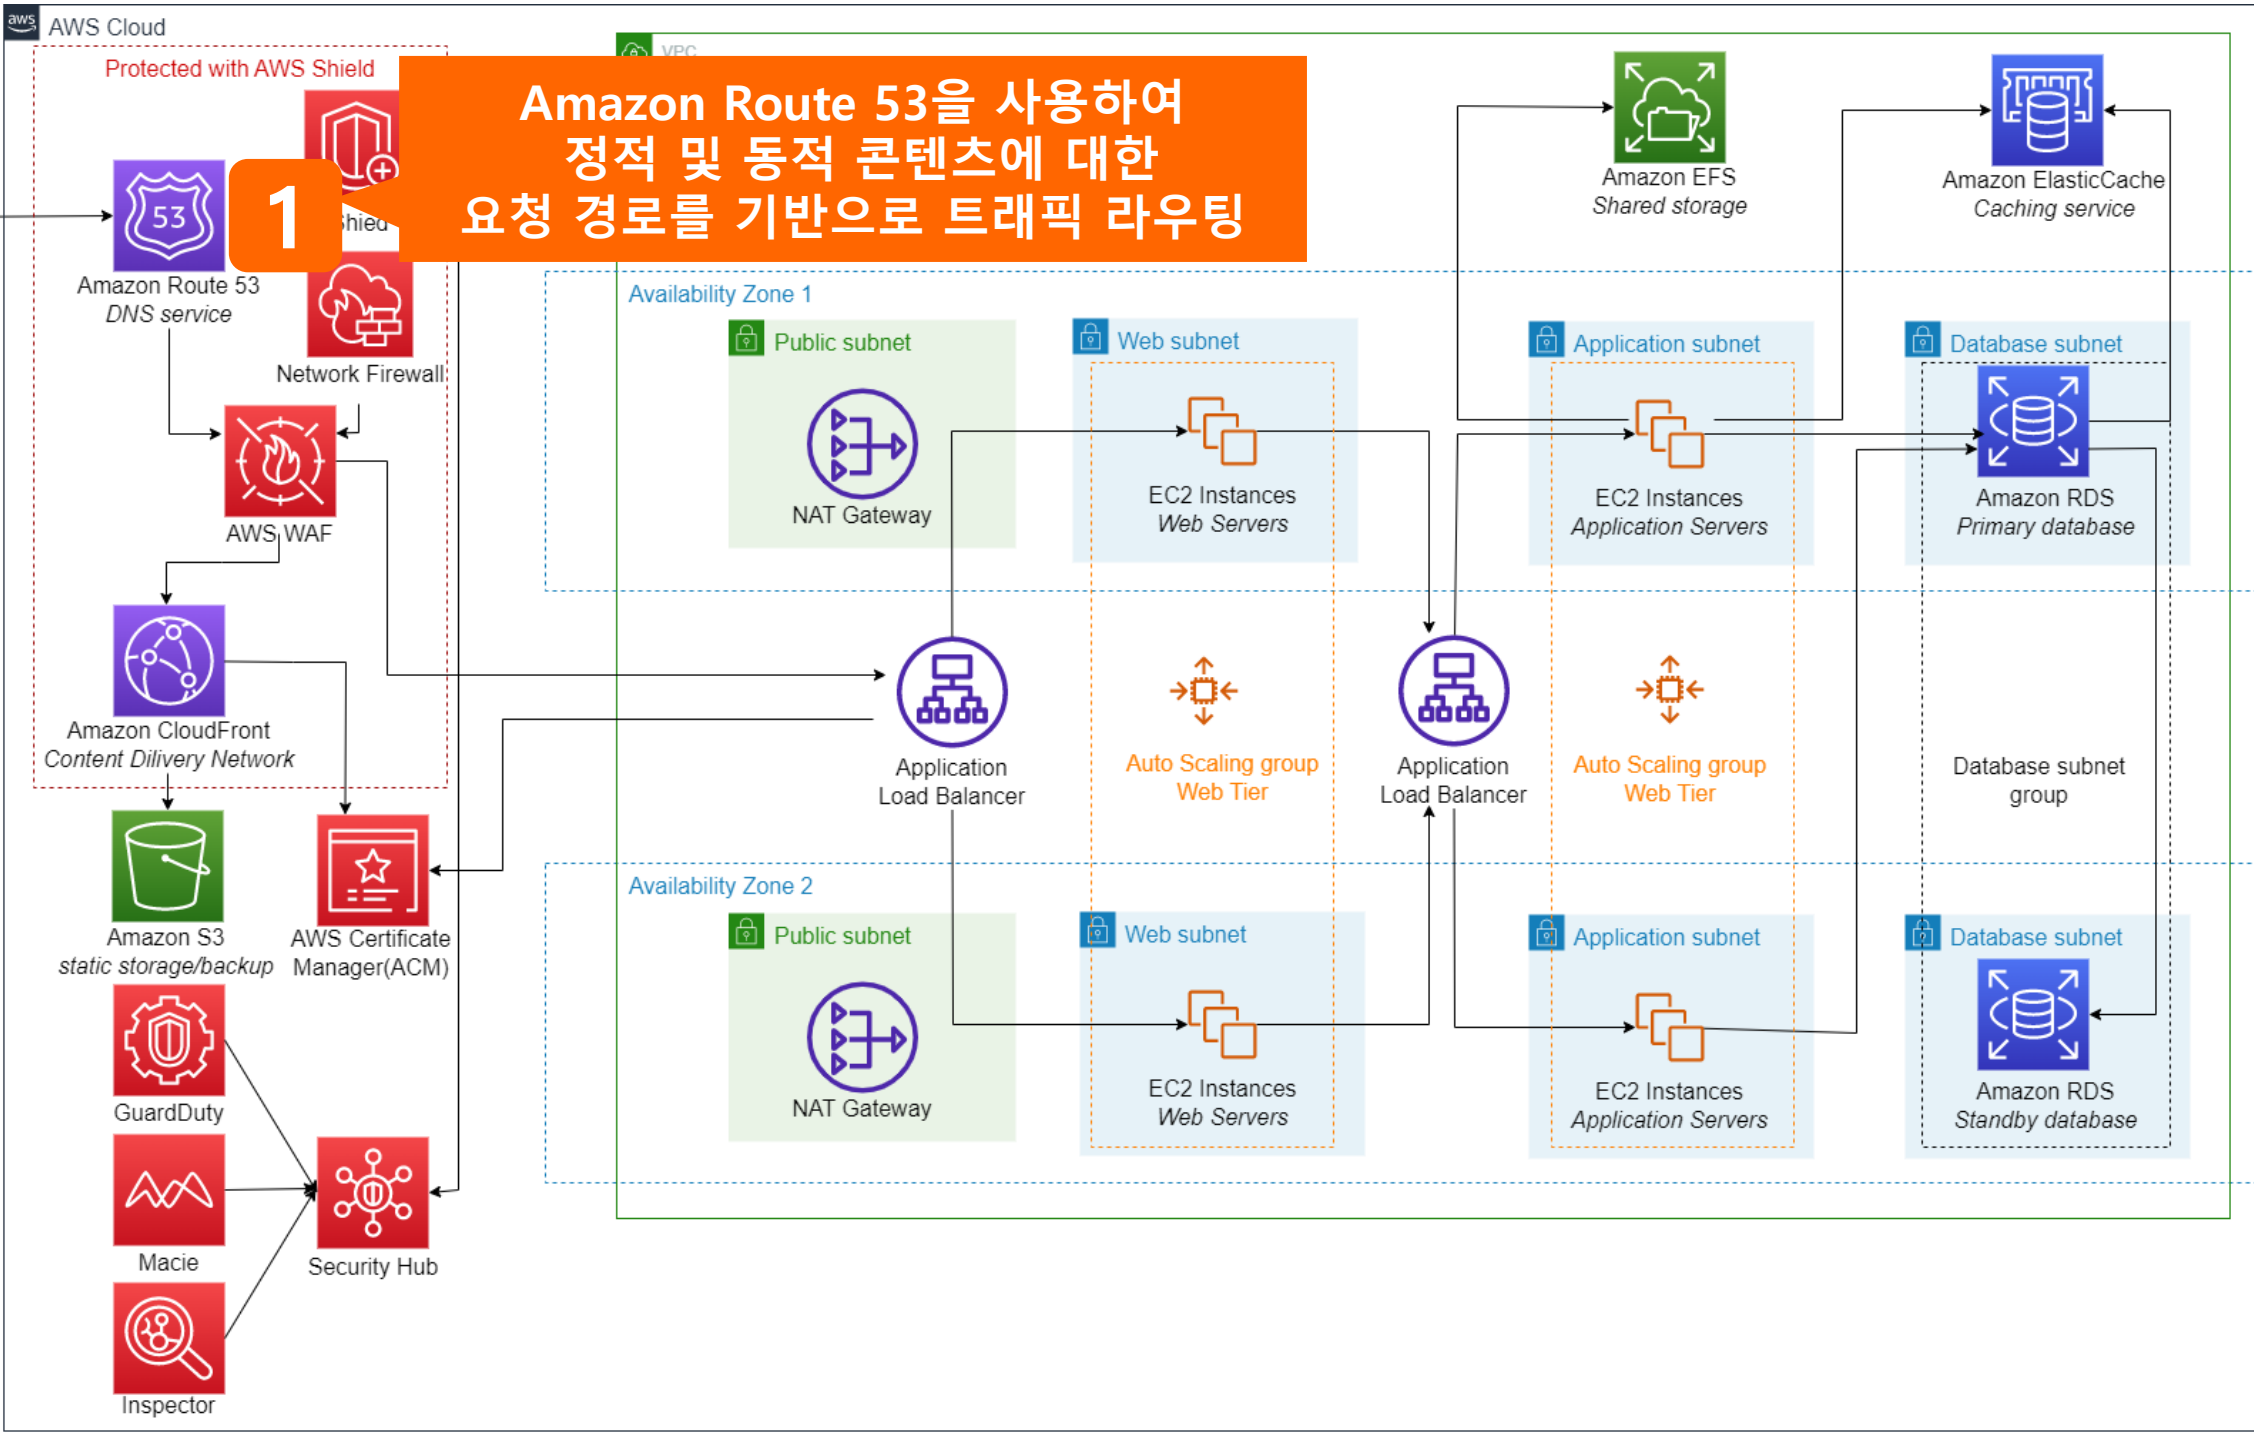 aws
AWS Cloud
Protected with AWS Shield
VPC
Amazon Route 53을 사용하여
정적 및 동적 콘텐츠에 대한
요청 경로를 기반으로 트래픽 라우팅
1
53
Amazon Route 53
DNS service
Network Firewall
AWS WAF
Amazon CloudFront
Content Dilivery Network
Amazon S3
static storage/backup
AWS Certificate
Manager(ACM)
GuardDuty
Macie
Security Hub
Inspector
Amazon EFS
Shared storage
Amazon ElasticCache
Caching service
Availability Zone 1
Public subnet
NAT Gateway
Web subnet
EC2 Instances
Web Servers
Application subnet
EC2 Instances
Application Servers
Database subnet
Amazon RDS
Primary database
Application
Load Balancer
Auto Scaling group
Web Tier
Application
Load Balancer
Auto Scaling group
Web Tier
Database subnet
group
Availability Zone 2
Public subnet
NAT Gateway
Web subnet
EC2 Instances
Web Servers
Application subnet
EC2 Instances
Application Servers
Database subnet
Amazon RDS
Standby database